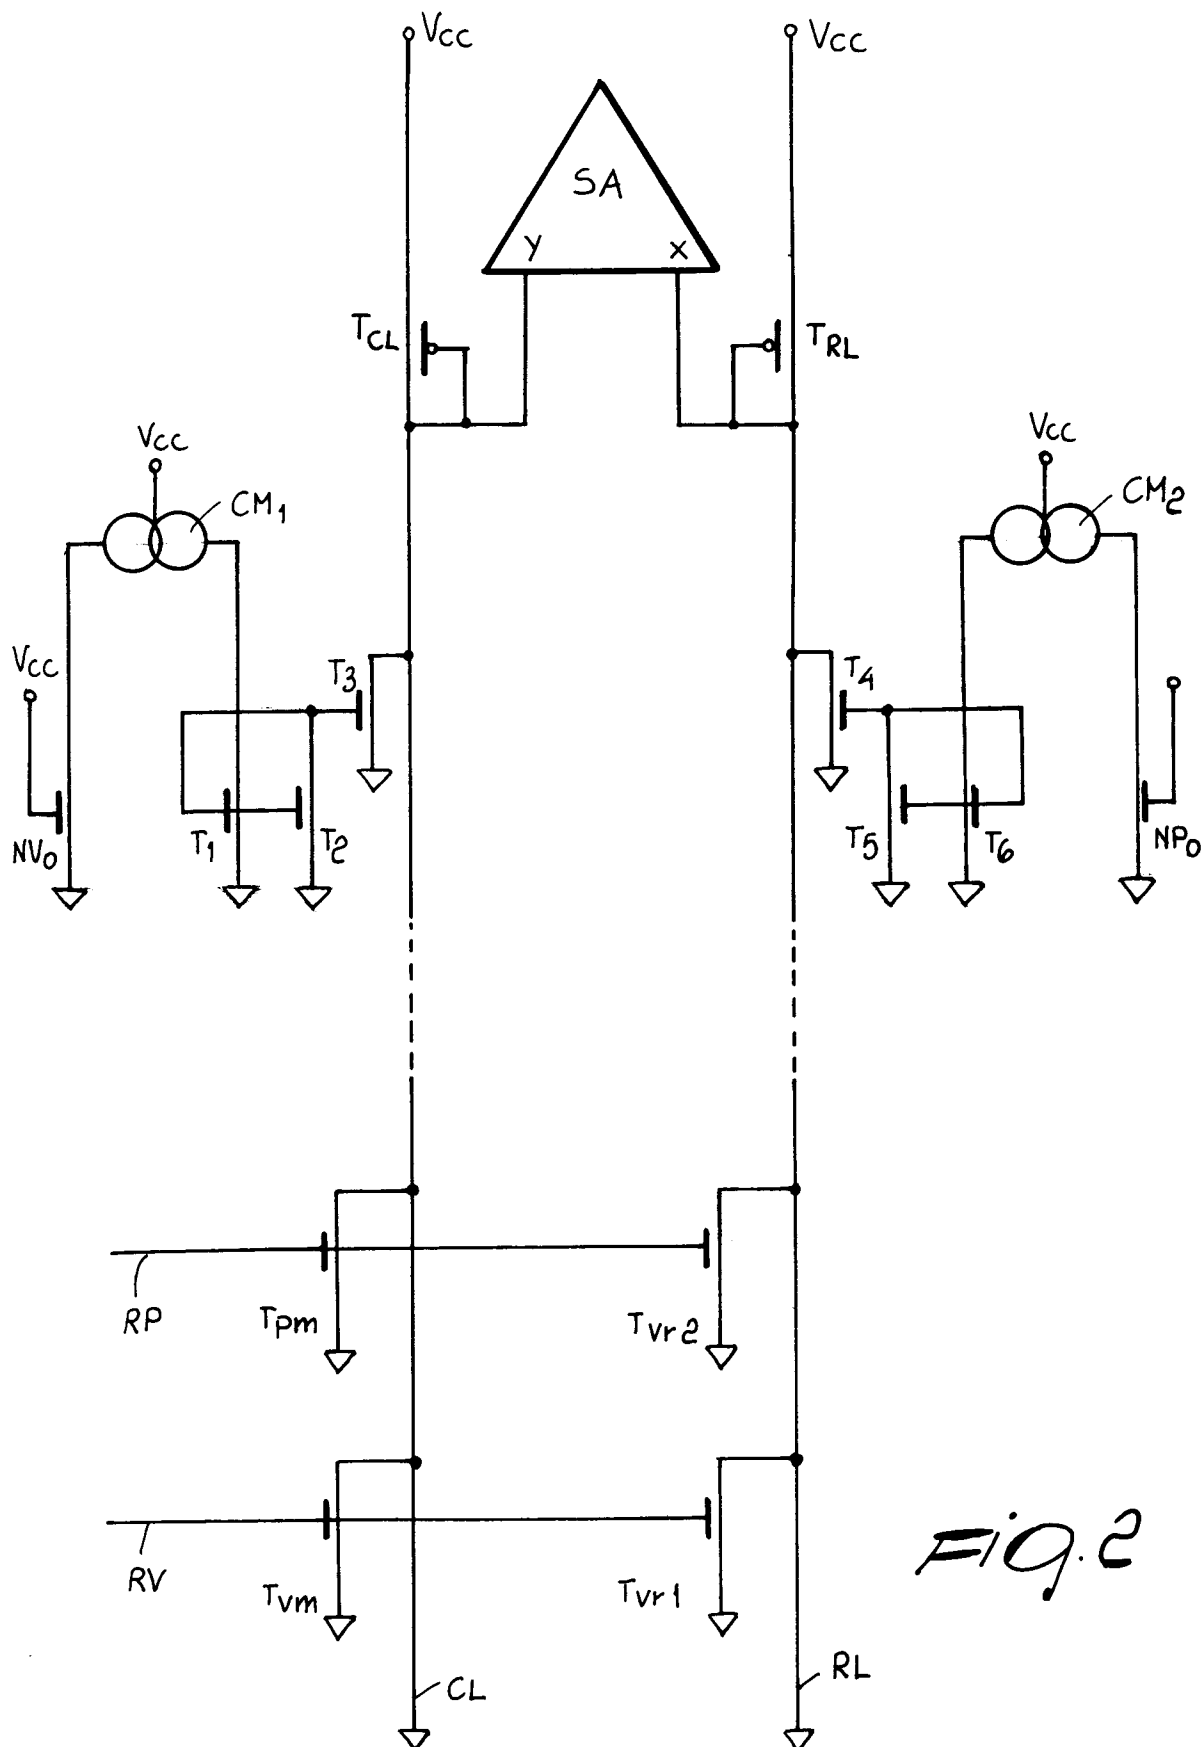 VCC VCC
SA
Y X
TCL TRL
VCC VCC
CM1 CM2
VCC T3 T4
NV0 T1 T2 T5 T6 NP0
RP Tpm Tvr2
RV Tvm Tvr1
Fig.2
CL RL